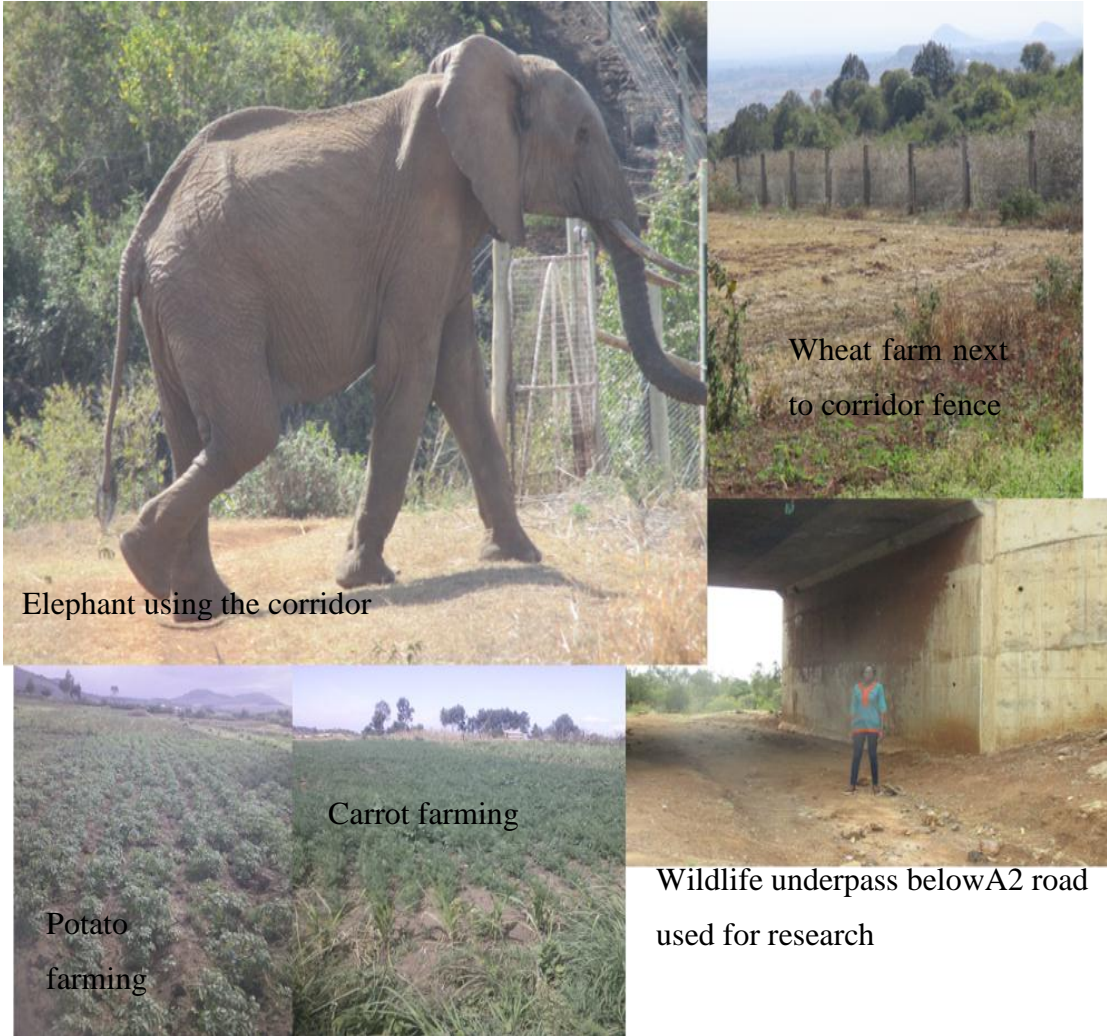 Elephant using the corridor
Wheat farm next
to corridor fence
Carrot farming
Potato
farming
Wildlife underpass belowA2 road
used for research